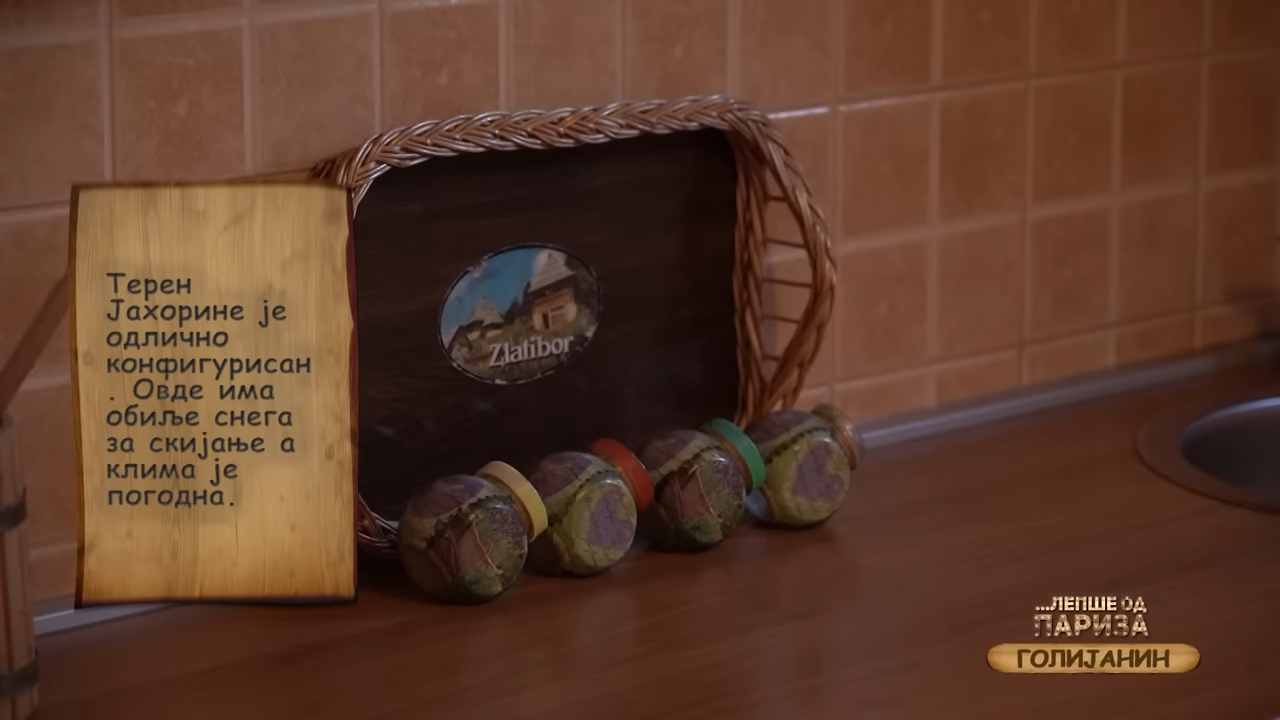 Терен
Јахорине је
одлично
конфигурисан
. Овде има
обиље снега
за скијање а
клима је
погодна.
Zlatibor
...ЛЕПШЕ ОД
ПАРИЗА
ГОЛИЈАНИН